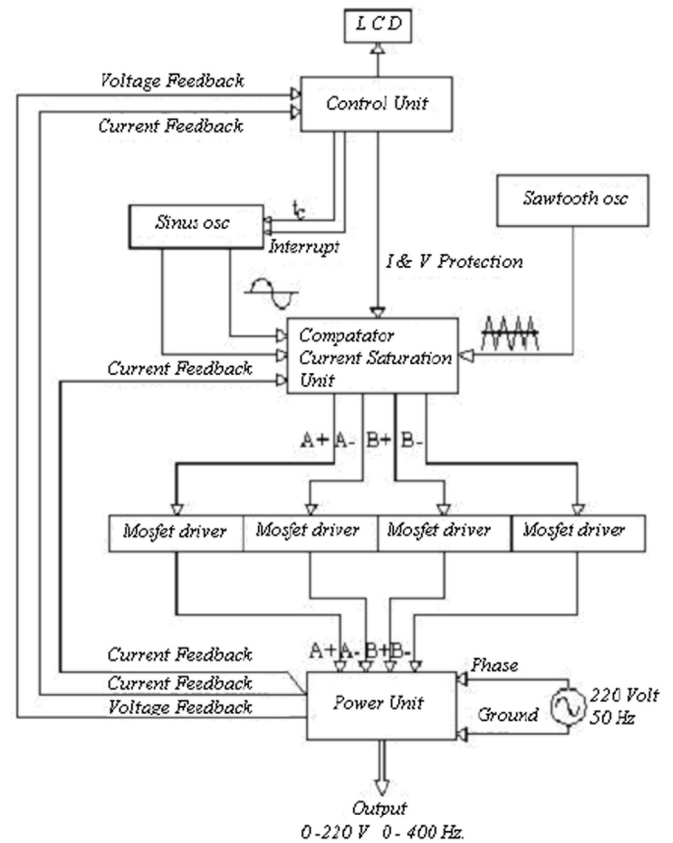 LCD
Voltage Feedback
Control Unit
Current Feedback
Sawtooth osc
tc
Sinus osc
Interrupt
I & V Protection
Compatator
Current Saturation
Unit
Current Feedback
A+ A- B+ B-
Mosfet driver Mosfet driver Mosfet driver Mosfet driver
A+ A- B+ B-
Current Feedback
Phase
Current Feedback
220 Volt
Power Unit
Voltage Feedback
Ground
50 Hz
Output
0-220 V 0-400 Hz.